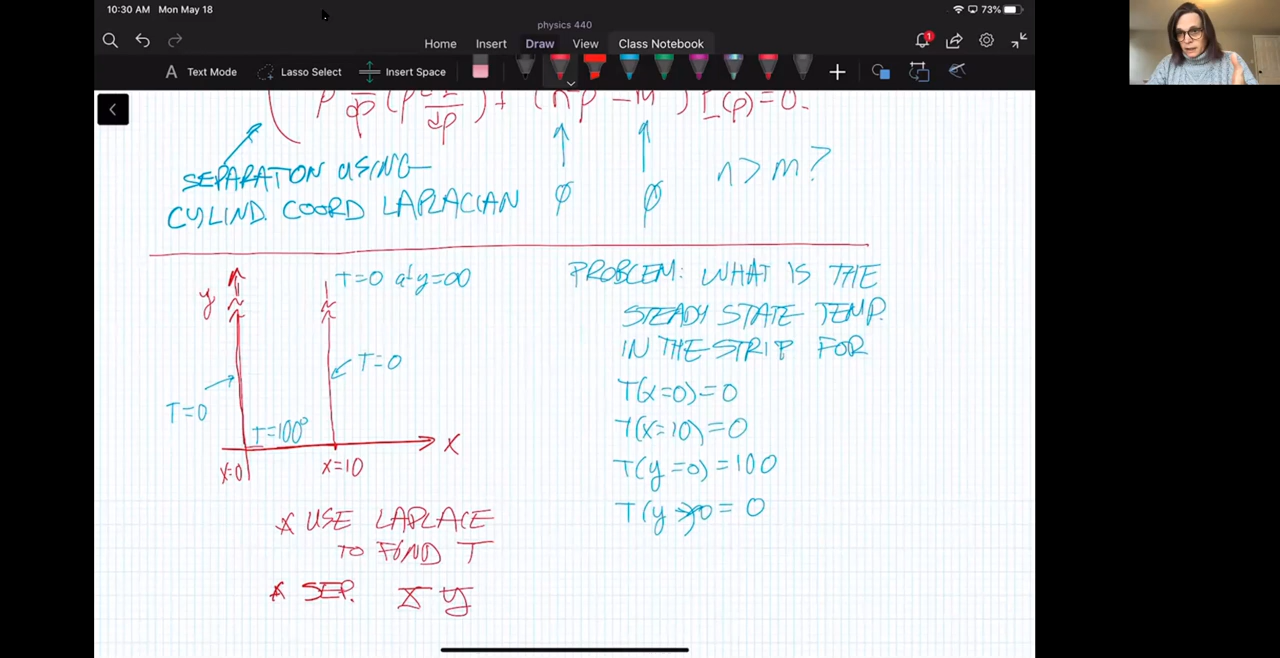 10:30 AM Mon May 18
73%
physics 440
Home Insert Draw View Class Notebook
1
Text Mode Lasso Select Insert Space
SEPARATON USING
CYLIND. COORD LAPLACIAN
n > m ?
y
T=0 at y=∞
T=0
T=0
T=100°
x=0
x=10
X
PROBLEM: WHAT IS THE
STEADY STATE TEMP.
IN THE STRIP FOR
T(x=0)=0
T(x=10)=0
T(y=0)=100
* USE LAPLACE
TO FIND T
* SEP. X Y